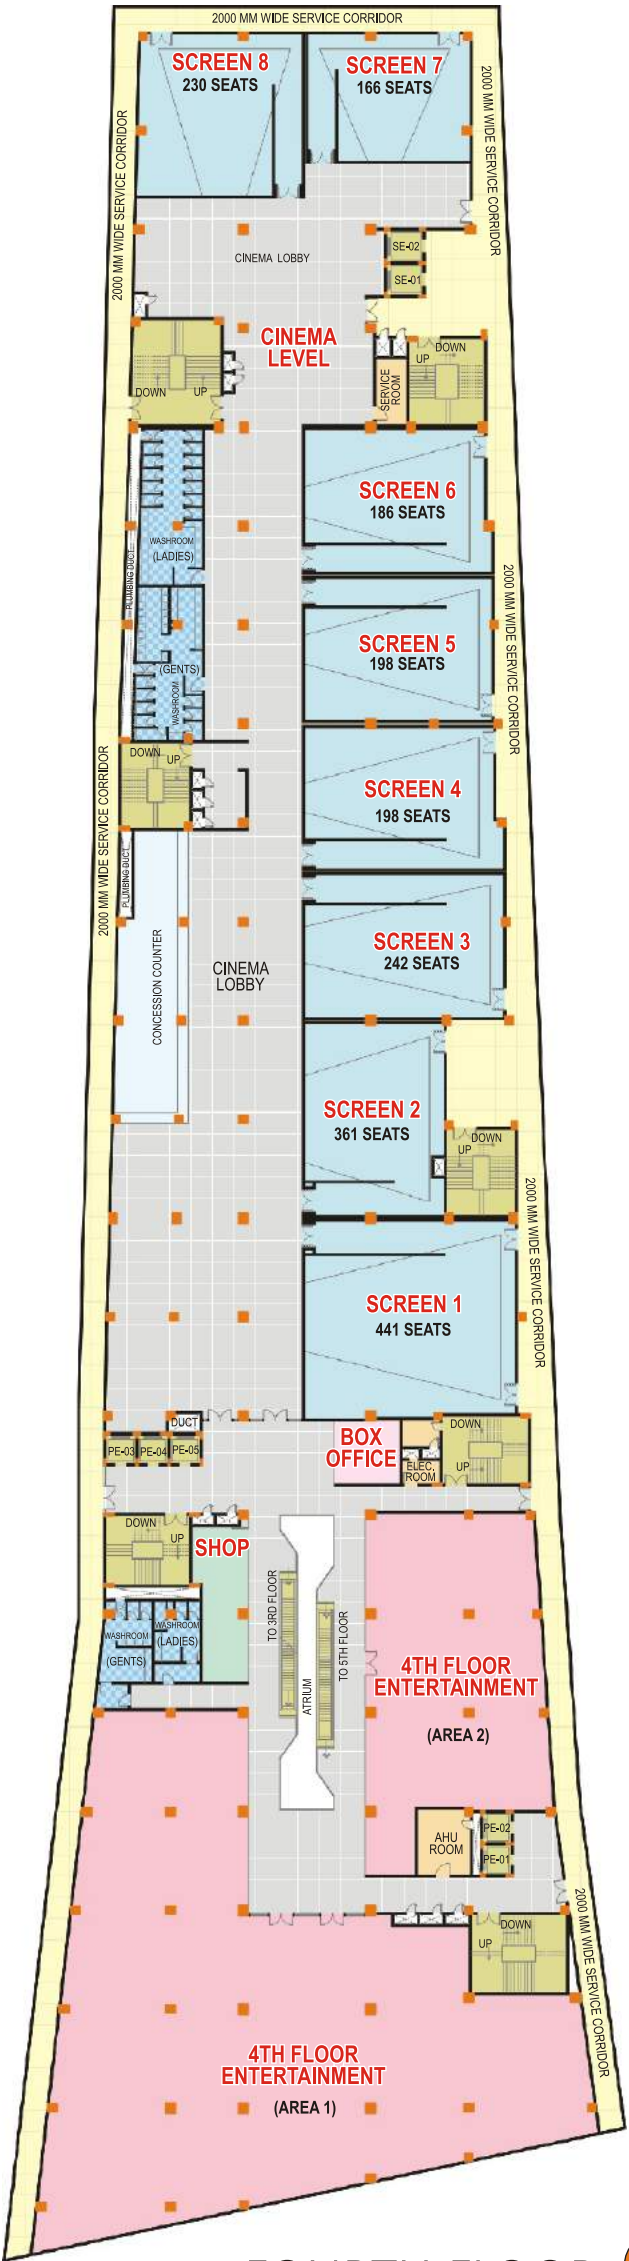 2000 MM WIDE SERVICE CORRIDOR
SCREEN 8
230 SEATS
SCREEN 7
166 SEATS
2000 MM WIDE SERVICE CORRIDOR
2000 MM WIDE SERVICE CORRIDOR
CINEMA LOBBY
SE-02
SE-01
CINEMA
LEVEL
DOWN
UP
SERVICE
ROOM
UP
DOWN
SCREEN 6
186 SEATS
WASHROOM
(LADIES)
PLUMBING DUCT
2000 MM WIDE SERVICE CORRIDOR
SCREEN 5
198 SEATS
(GENTS)
WASHROOM
DOWN
UP
2000 MM WIDE SERVICE CORRIDOR
SCREEN 4
198 SEATS
PLUMBING DUCT
CONCESSION COUNTER
CINEMA
LOBBY
SCREEN 3
242 SEATS
SCREEN 2
361 SEATS
UP
DOWN
2000 MM WIDE SERVICE CORRIDOR
SCREEN 1
441 SEATS
DUCT
PE-03
PE-04
PE-05
BOX
OFFICE
ELEC.
ROOM
DOWN
UP
DOWN
UP
SHOP
WASHROOM
(GENTS)
WASHROOM
(LADIES)
TO 3RD FLOOR
ATRIUM
TO 5TH FLOOR
4TH FLOOR
ENTERTAINMENT
(AREA 2)
AHU
ROOM
PE-02
PE-01
UP
DOWN
2000 MM WIDE SERVICE CORRIDOR
4TH FLOOR
ENTERTAINMENT
(AREA 1)